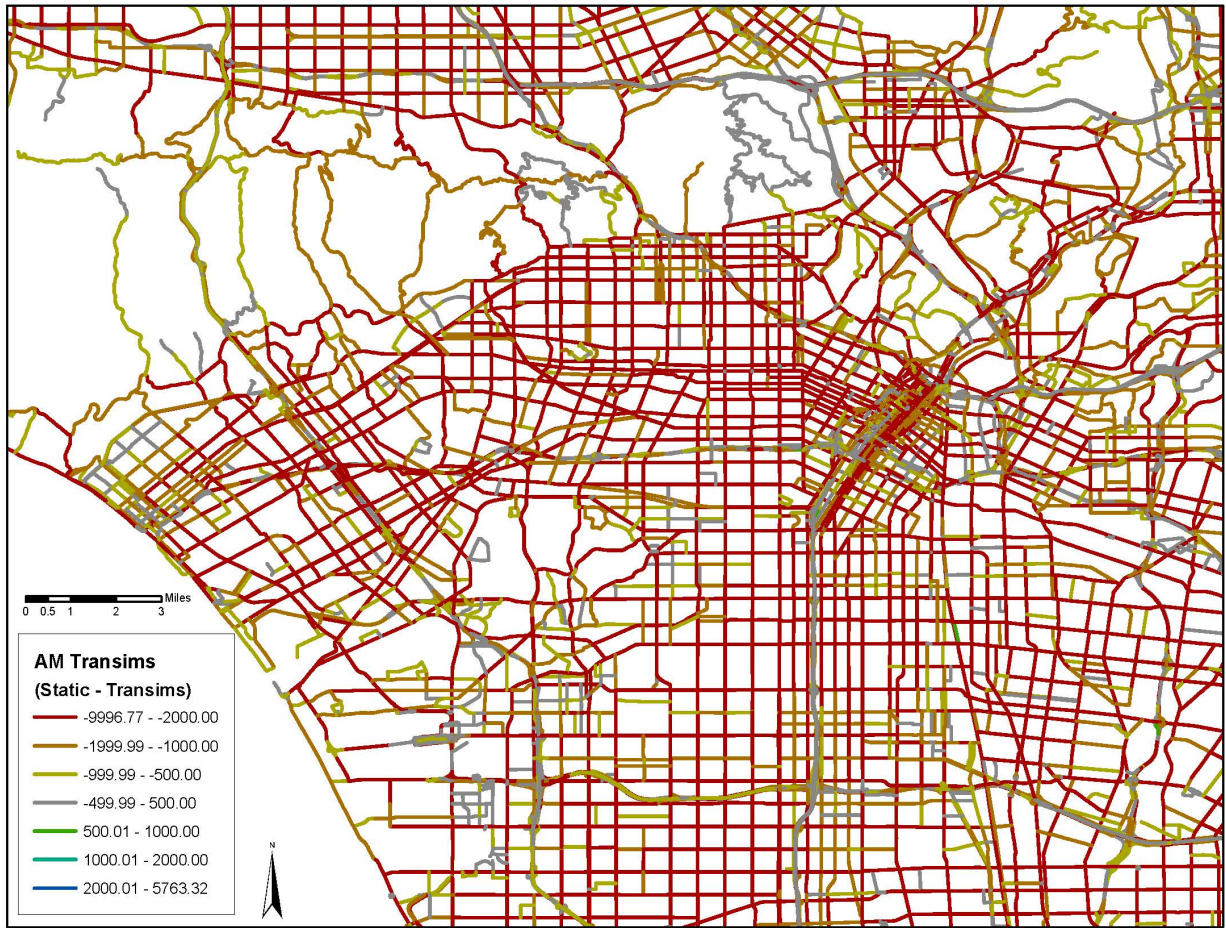 Miles
0 0.5 1 2 3
AM Transims
(Static - Transims)
-9996.77 - -2000.00
-1999.99 - -1000.00
-999.99 - -500.00
-499.99 - 500.00
500.01 - 1000.00
1000.01 - 2000.00
2000.01 - 5763.32
N